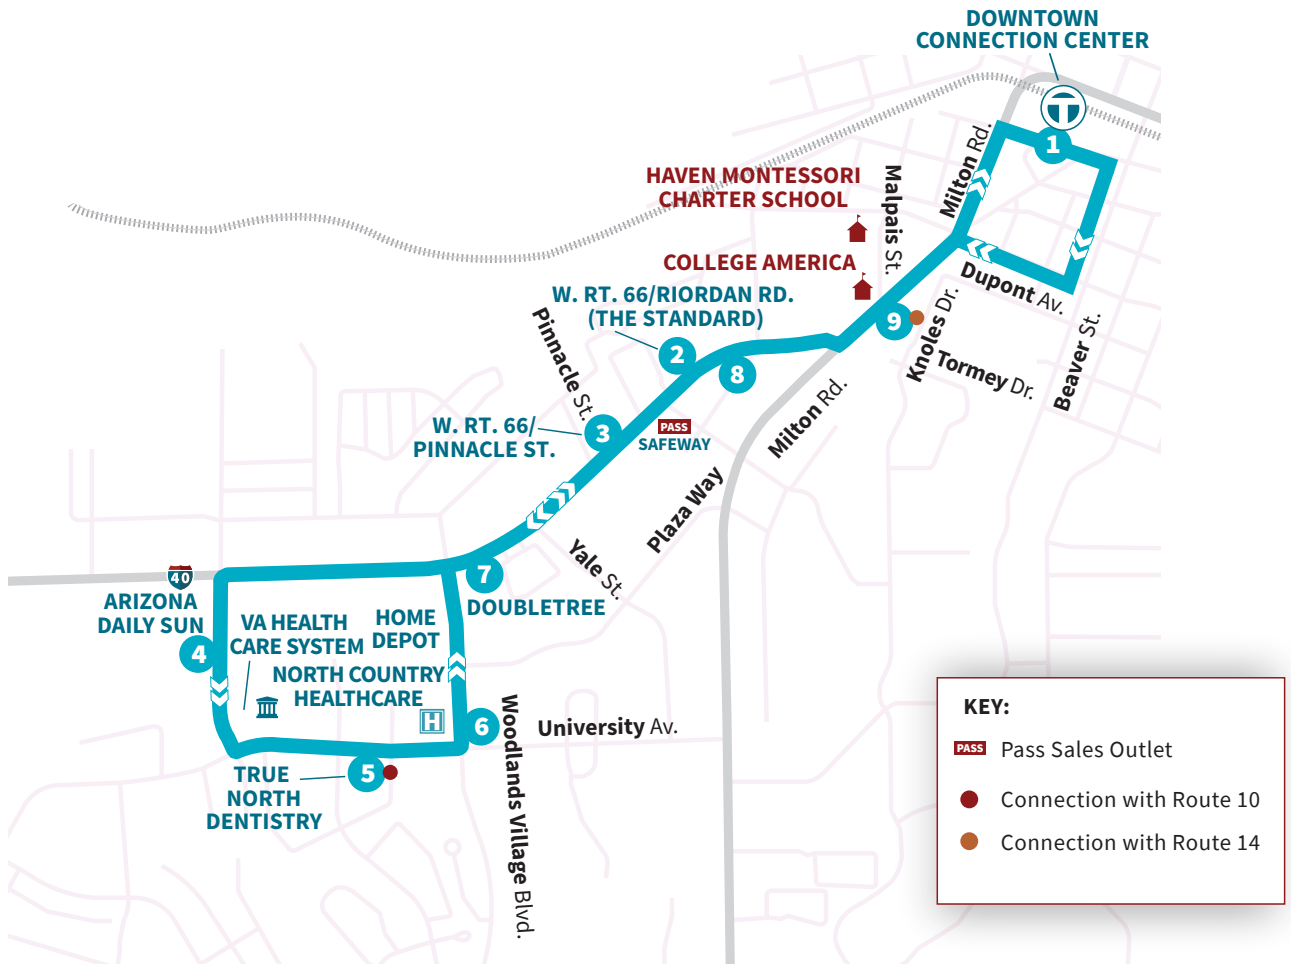 DOWNTOWN
CONNECTION CENTER
T
1
Milton Rd.
HAVEN MONTESSORI
CHARTER SCHOOL
Malpais St.
COLLEGE AMERICA
Dupont Av.
W. RT. 66/RIORDAN RD.
(THE STANDARD)
Pinnacle St.
9
Knoles Dr.
Beaver St.
2
8
Tormey Dr.
Milton Rd.
W. RT. 66/
PINNACLE ST.
3
PASS
SAFEWAY
Plaza Way
Yale St.
40
7
DOUBLETREE
ARIZONA
DAILY SUN
4
VA HEALTH
CARE SYSTEM
HOME
DEPOT
NORTH COUNTRY
HEALTHCARE
H
6
Woodlands Village Blvd.
University Av.
TRUE
NORTH
DENTISTRY
5
KEY:
PASS Pass Sales Outlet
Connection with Route 10
Connection with Route 14